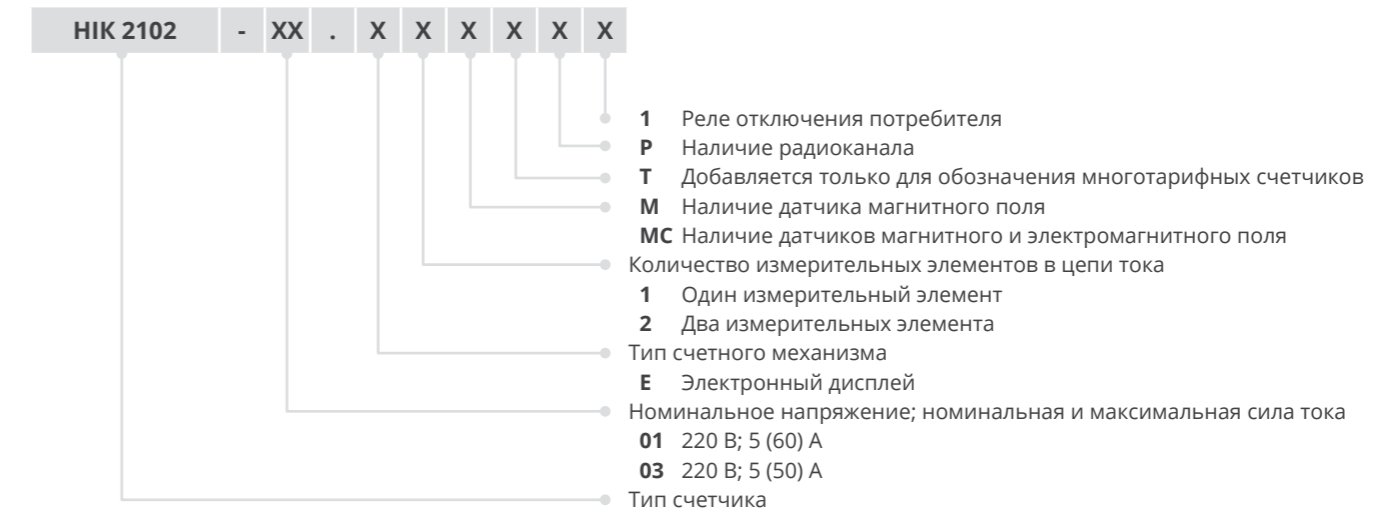 НІК 2102 - XX . X X X X X X
1 Реле отключения потребителя
Р Наличие радиоканала
Т Добавляется только для обозначения многотарифных счетчиков
М Наличие датчика магнитного поля
МС Наличие датчиков магнитного и электромагнитного поля
Количество измерительных элементов в цепи тока
1 Один измерительный элемент
2 Два измерительных элемента
Тип счетного механизма
Е Электронный дисплей
Номинальное напряжение; номинальная и максимальная сила тока
01 220 В; 5 (60) А
03 220 В; 5 (50) А
Тип счетчика